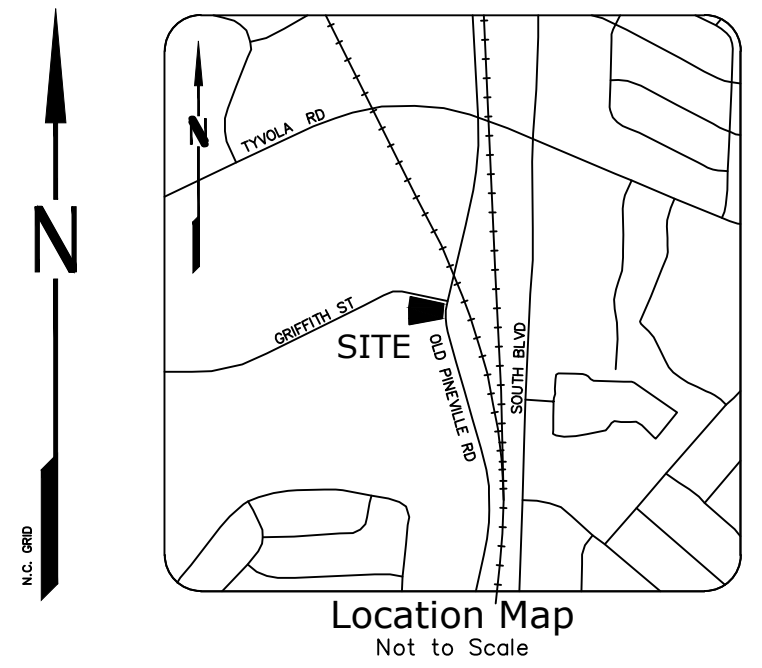 N
N.C. GRID
N
TYVOLA RD
GRIFFITH ST
SITE
OLD PINEVILLE RD
SOUTH BLVD
Location Map
Not to Scale